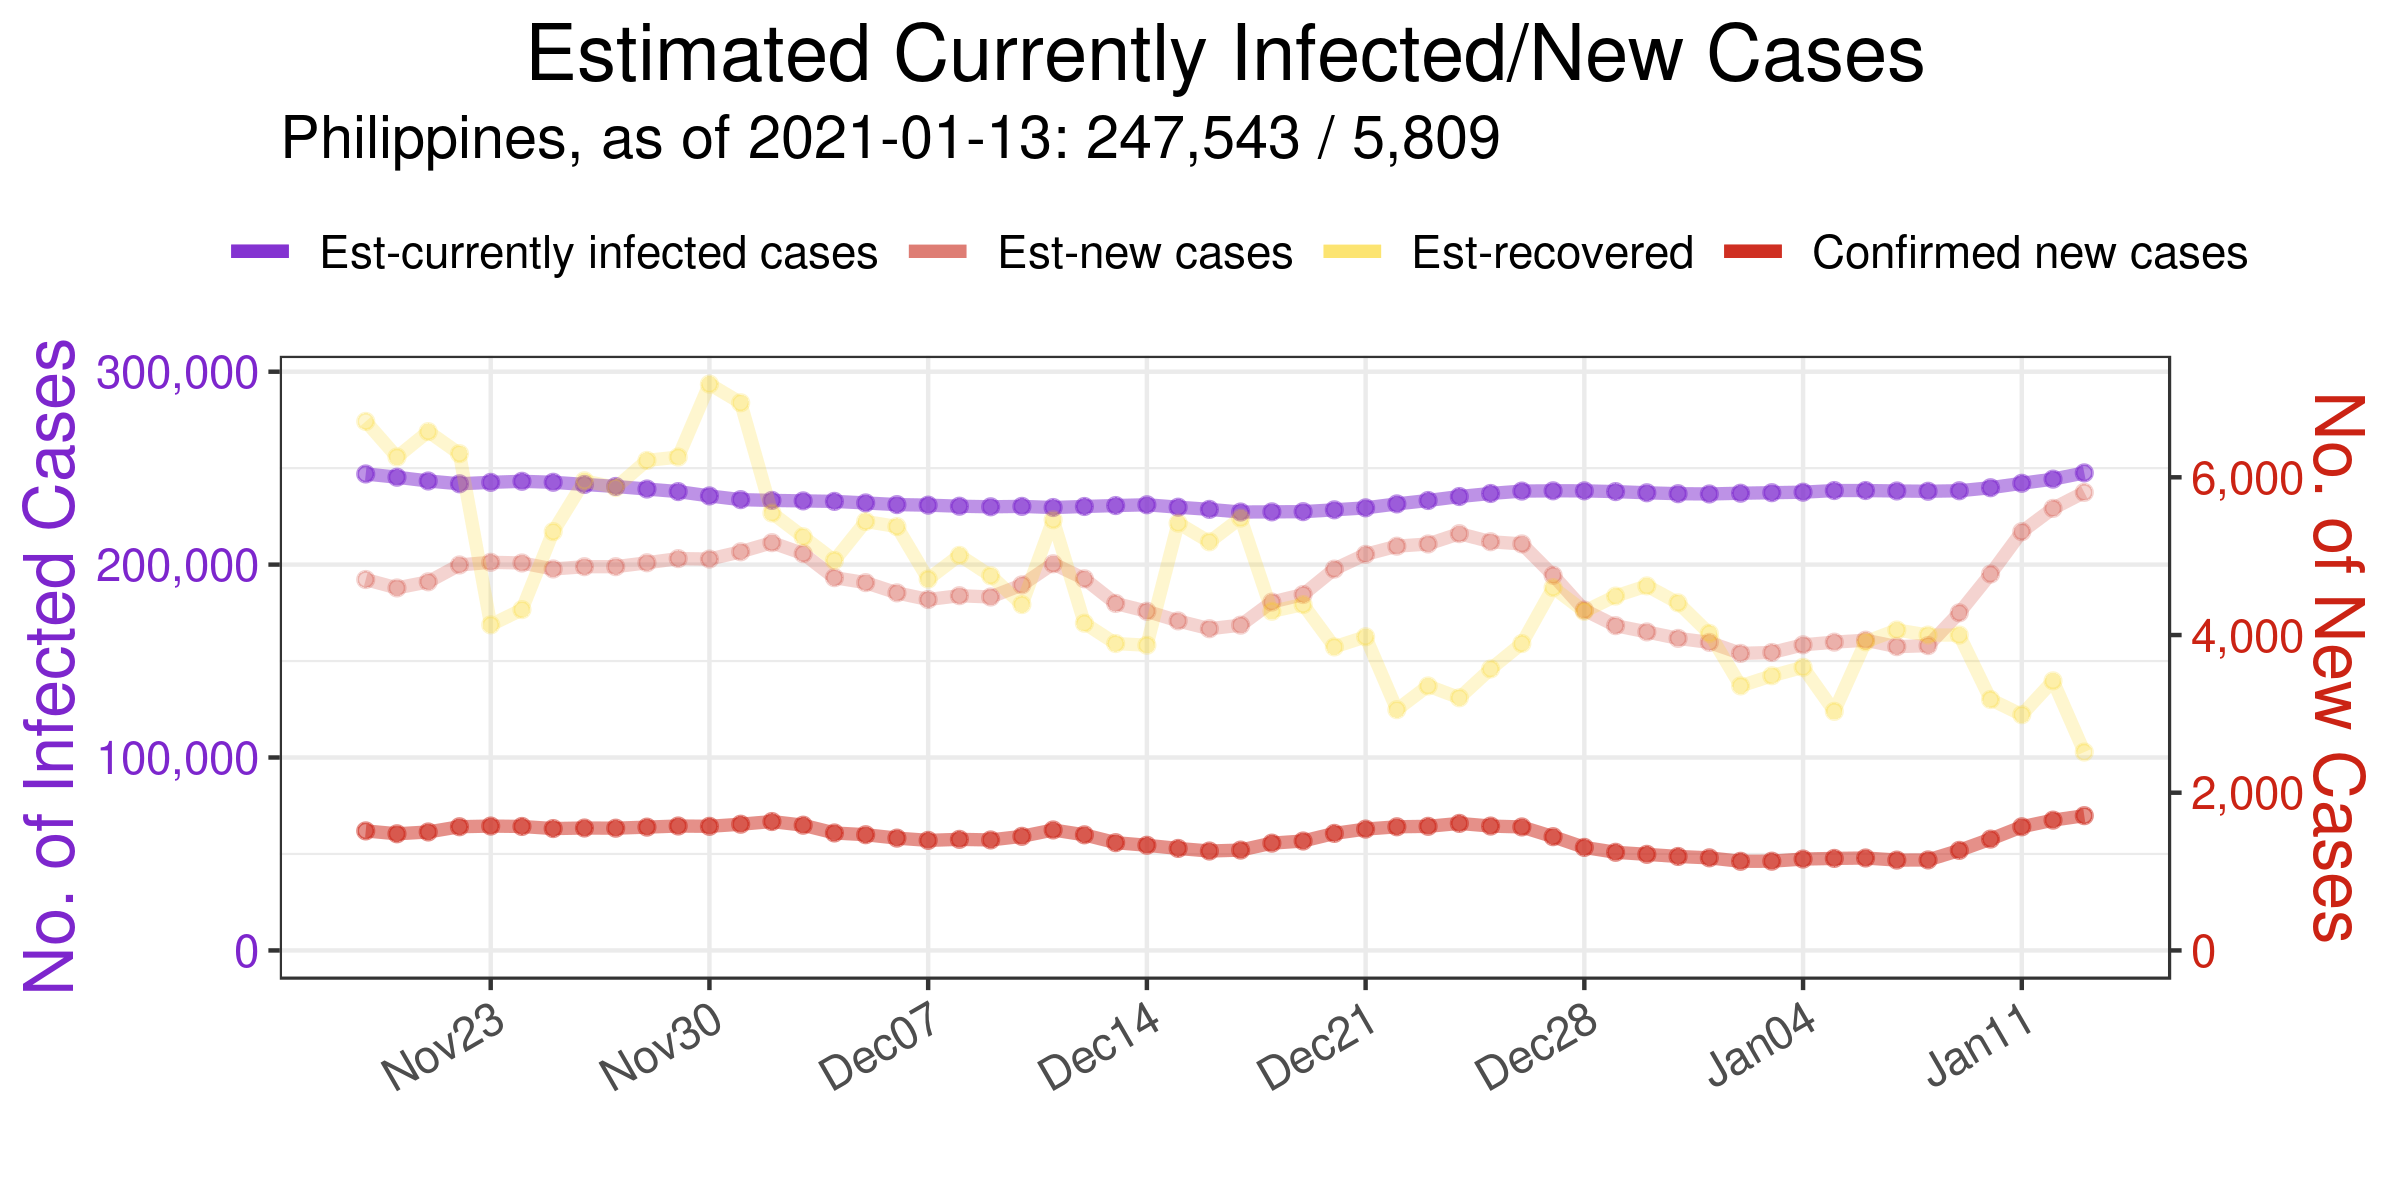 Estimated Currently Infected/New Cases
Philippines, as of 2021-01-13: 247,543 / 5,809
Est-currently infected cases Est-new cases Est-recovered Confirmed new cases
No. of Infected Cases
300,000
200,000
100,000
0
No. of New Cases
6,000
4,000
2,000
0
Nov23 Nov30 Dec07 Dec14 Dec21 Dec28 Jan04 Jan11